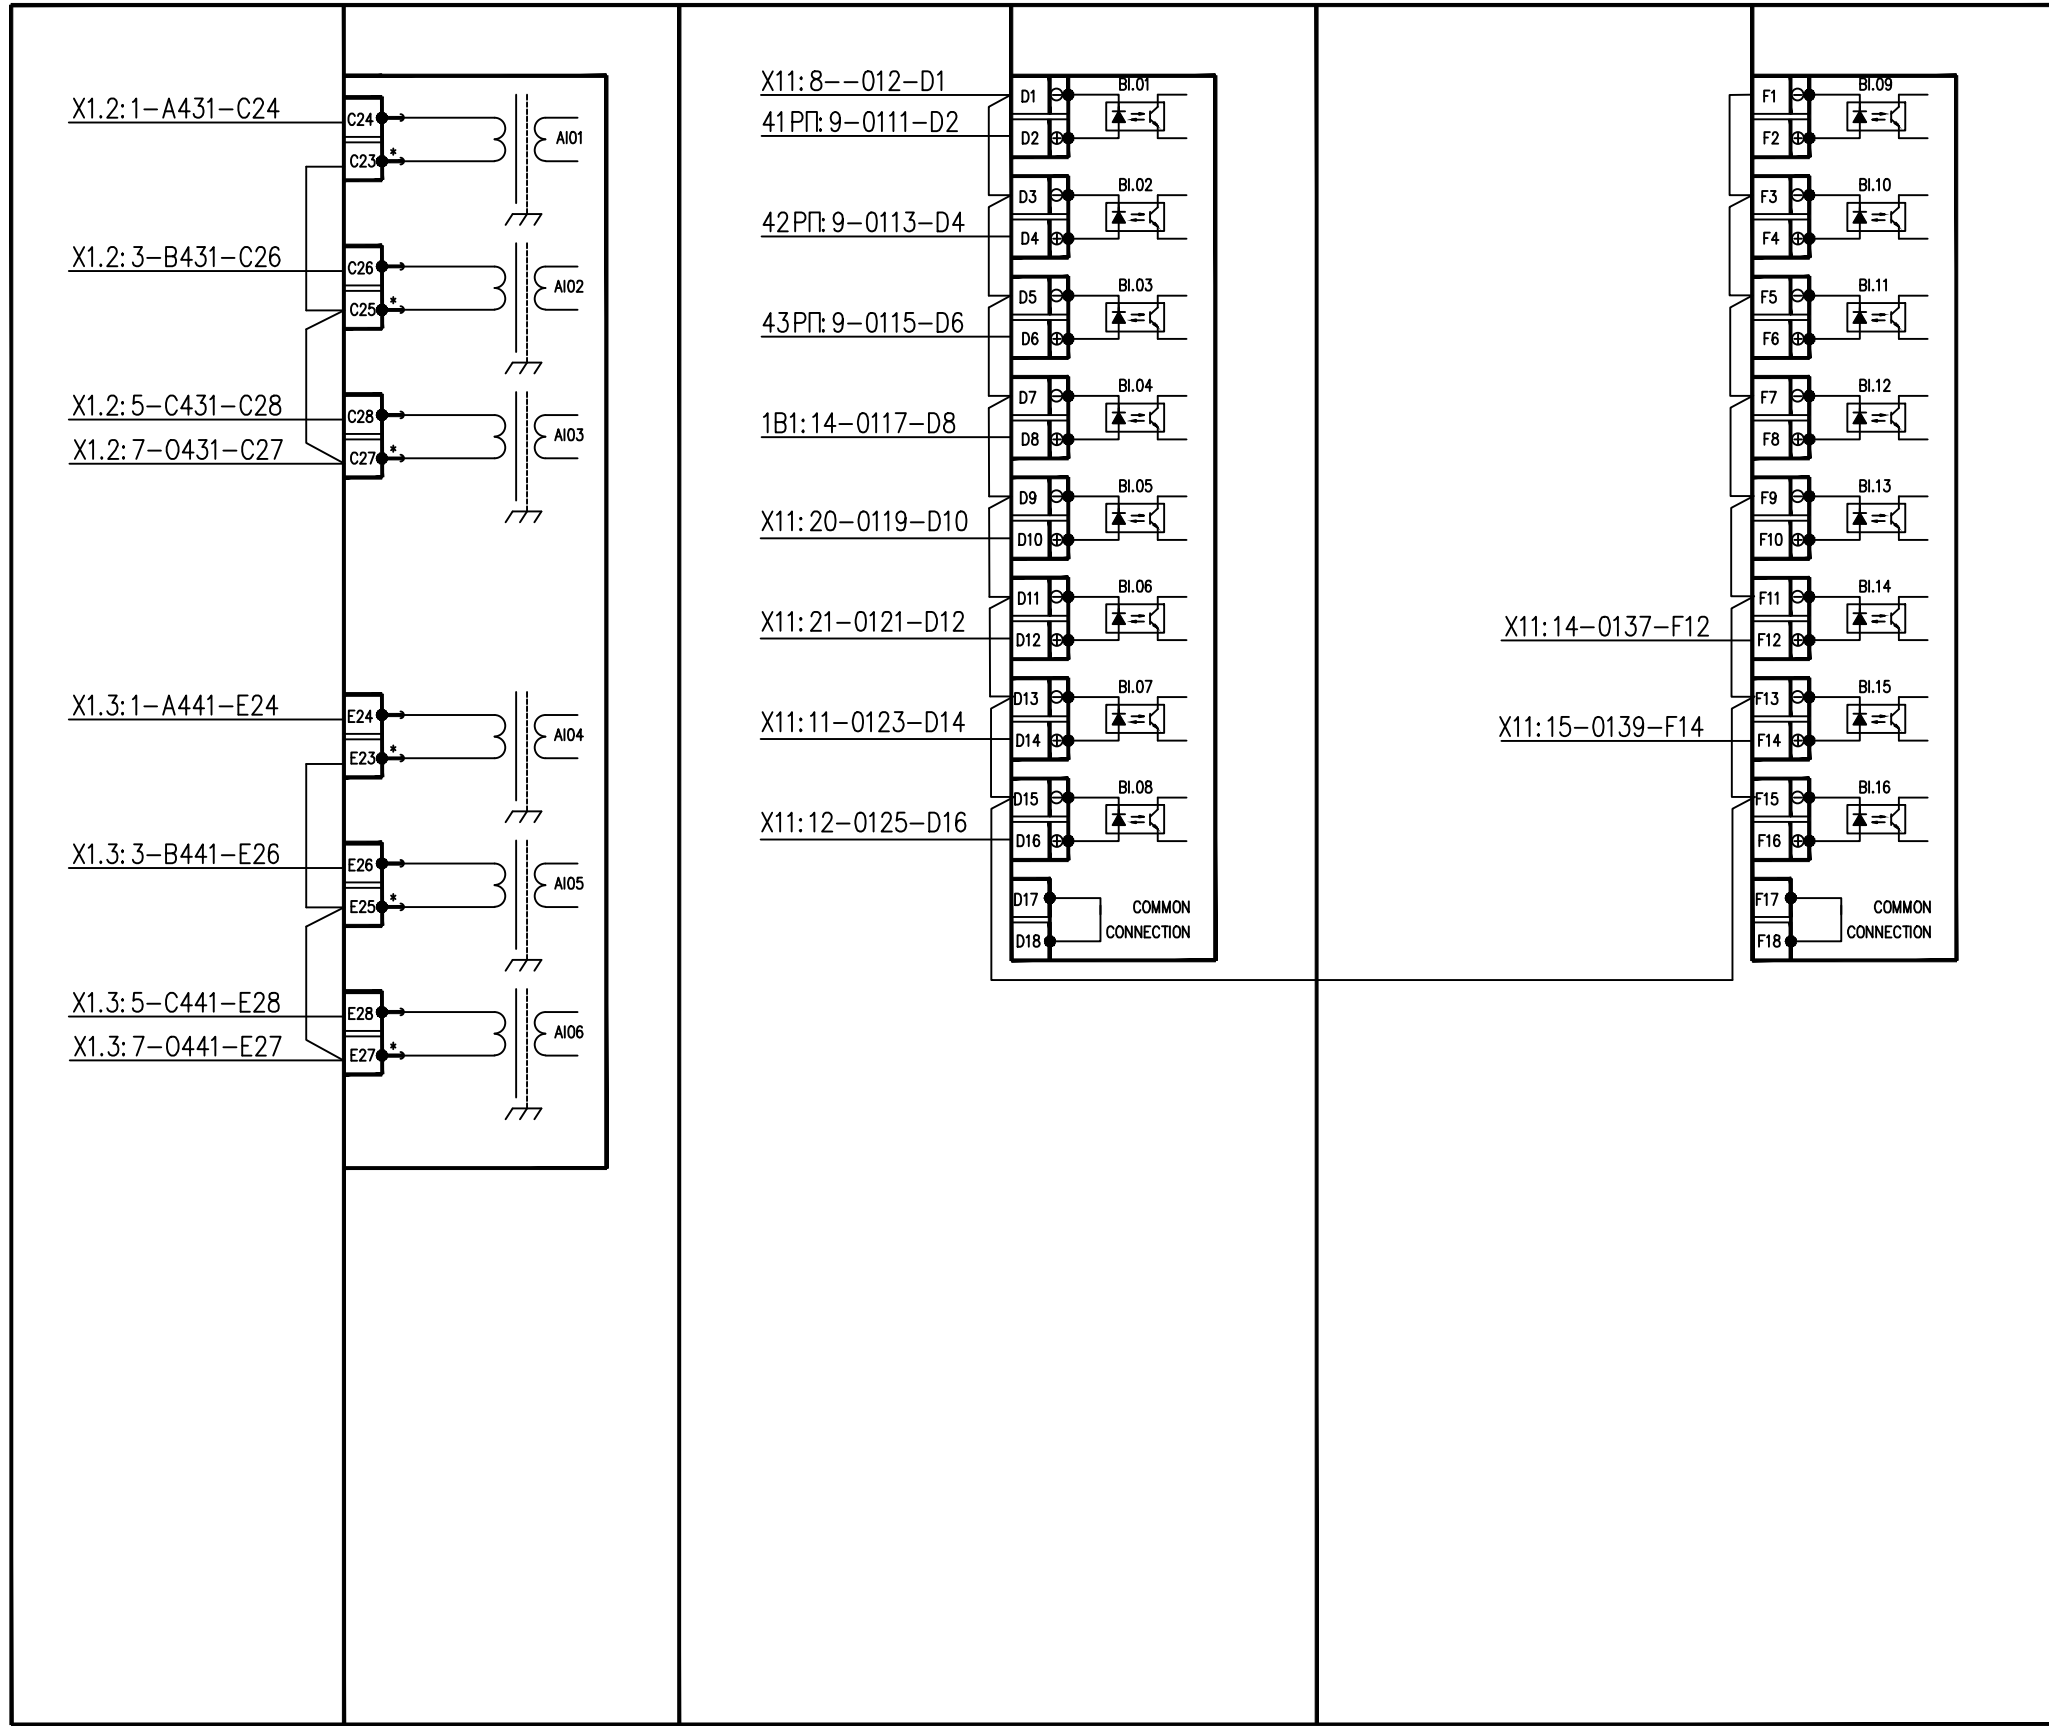 X1.2:1-A431-C24
C24
AI01
C23
*
X1.2:3-B431-C26
C26
AI02
C25
*
X1.2:5-C431-C28
C28
AI03
X1.2:7-0431-C27
C27
*
X1.3:1-A441-E24
E24
AI04
E23
*
X1.3:3-B441-E26
E26
AI05
E25
*
X1.3:5-C441-E28
E28
AI06
X1.3:7-0441-E27
E27
*
X11:8--012-D1
D1
BI.01
41РП:9-0111-D2
D2
D3
BI.02
42РП:9-0113-D4
D4
D5
BI.03
43РП:9-0115-D6
D6
D7
BI.04
1В1:14-0117-D8
D8
D9
BI.05
X11:20-0119-D10
D10
D11
BI.06
X11:21-0121-D12
D12
D13
BI.07
X11:11-0123-D14
D14
D15
BI.08
X11:12-0125-D16
D16
D17
COMMON
D18
CONNECTION
F1
BI.09
F2
F3
BI.10
F4
F5
BI.11
F6
F7
BI.12
F8
F9
BI.13
F10
F11
BI.14
X11:14-0137-F12
F12
F13
BI.15
X11:15-0139-F14
F14
F15
BI.16
F16
F17
COMMON
F18
CONNECTION